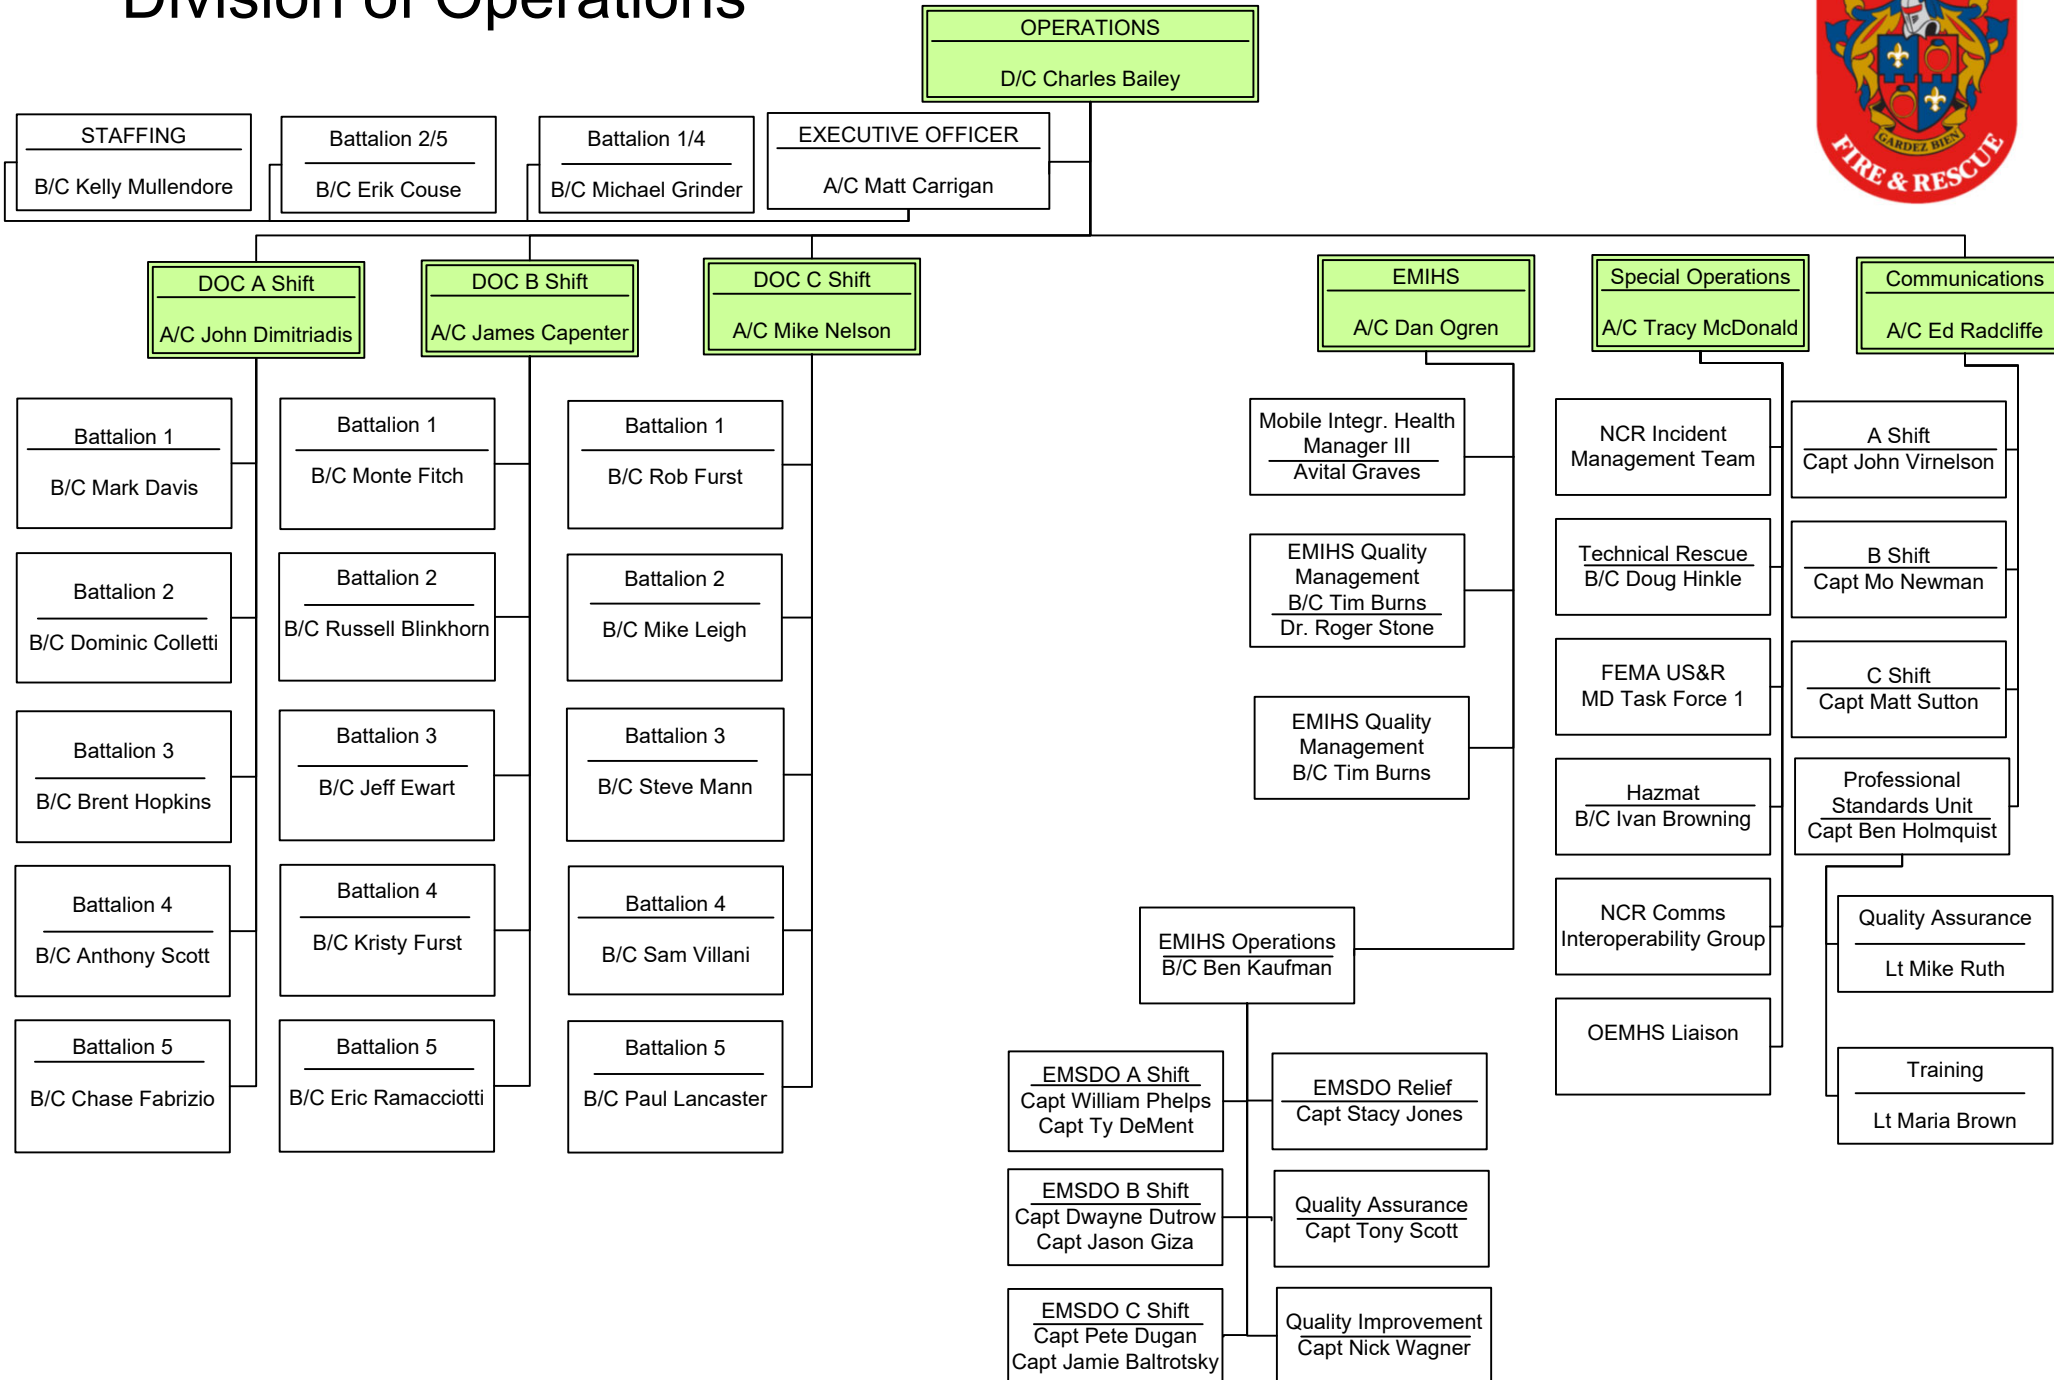 Division of Operations
OPERATIONS
D/C Charles Bailey
GARDEZ BIEN
FIRE & RESCUE
STAFFING
B/C Kelly Mullendore
Battalion 2/5
B/C Erik Couse
Battalion 1/4
B/C Michael Grinder
EXECUTIVE OFFICER
A/C Matt Carrigan
DOC A Shift
A/C John Dimitriadis
DOC B Shift
A/C James Capenter
DOC C Shift
A/C Mike Nelson
EMIHS
A/C Dan Ogren
Special Operations
A/C Tracy McDonald
Communications
A/C Ed Radcliffe
Battalion 1
B/C Mark Davis
Battalion 2
B/C Dominic Colletti
Battalion 3
B/C Brent Hopkins
Battalion 4
B/C Anthony Scott
Battalion 5
B/C Chase Fabrizio
Battalion 1
B/C Monte Fitch
Battalion 2
B/C Russell Blinkhorn
Battalion 3
B/C Jeff Ewart
Battalion 4
B/C Kristy Furst
Battalion 5
B/C Eric Ramacciotti
Battalion 1
B/C Rob Furst
Battalion 2
B/C Mike Leigh
Battalion 3
B/C Steve Mann
Battalion 4
B/C Sam Villani
Battalion 5
B/C Paul Lancaster
Mobile Integr. Health
Manager III
Avital Graves
EMIHS Quality
Management
B/C Tim Burns
Dr. Roger Stone
EMIHS Quality
Management
B/C Tim Burns
EMIHS Operations
B/C Ben Kaufman
EMSDO A Shift
Capt William Phelps
Capt Ty DeMent
EMSDO B Shift
Capt Dwayne Dutrow
Capt Jason Giza
EMSDO C Shift
Capt Pete Dugan
Capt Jamie Baltrotsky
EMSDO Relief
Capt Stacy Jones
Quality Assurance
Capt Tony Scott
Quality Improvement
Capt Nick Wagner
NCR Incident
Management Team
Technical Rescue
B/C Doug Hinkle
FEMA US&R
MD Task Force 1
Hazmat
B/C Ivan Browning
NCR Comms
Interoperability Group
OEMHS Liaison
A Shift
Capt John Virnelson
B Shift
Capt Mo Newman
C Shift
Capt Matt Sutton
Professional
Standards Unit
Capt Ben Holmquist
Quality Assurance
Lt Mike Ruth
Training
Lt Maria Brown